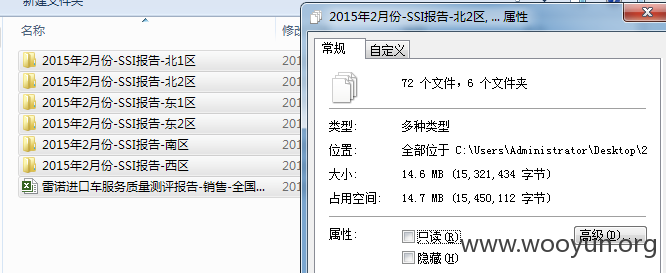 新建文件夹
名称
修改
2015年2月份-SSI报告-北1区
201
2015年2月份-SSI报告-北2区
201
2015年2月份-SSI报告-东1区
201
2015年2月份-SSI报告-东2区
201
2015年2月份-SSI报告-南区
201
2015年2月份-SSI报告-西区
201
雷诺进口车服务质量测评报告-销售-全国...
201
2015年2月份-SSI报告-北2区, ... 属性
常规
自定义
72 个文件，6 个文件夹
类型: 多种类型
位置: 全部位于 C:\Users\Administrator\Desktop\2
大小: 14.6 MB (15,321,434 字节)
占用空间: 14.7 MB (15,450,112 字节)
属性: 只读(R) 高级(D)...
隐藏(H)
www.wooyun.org